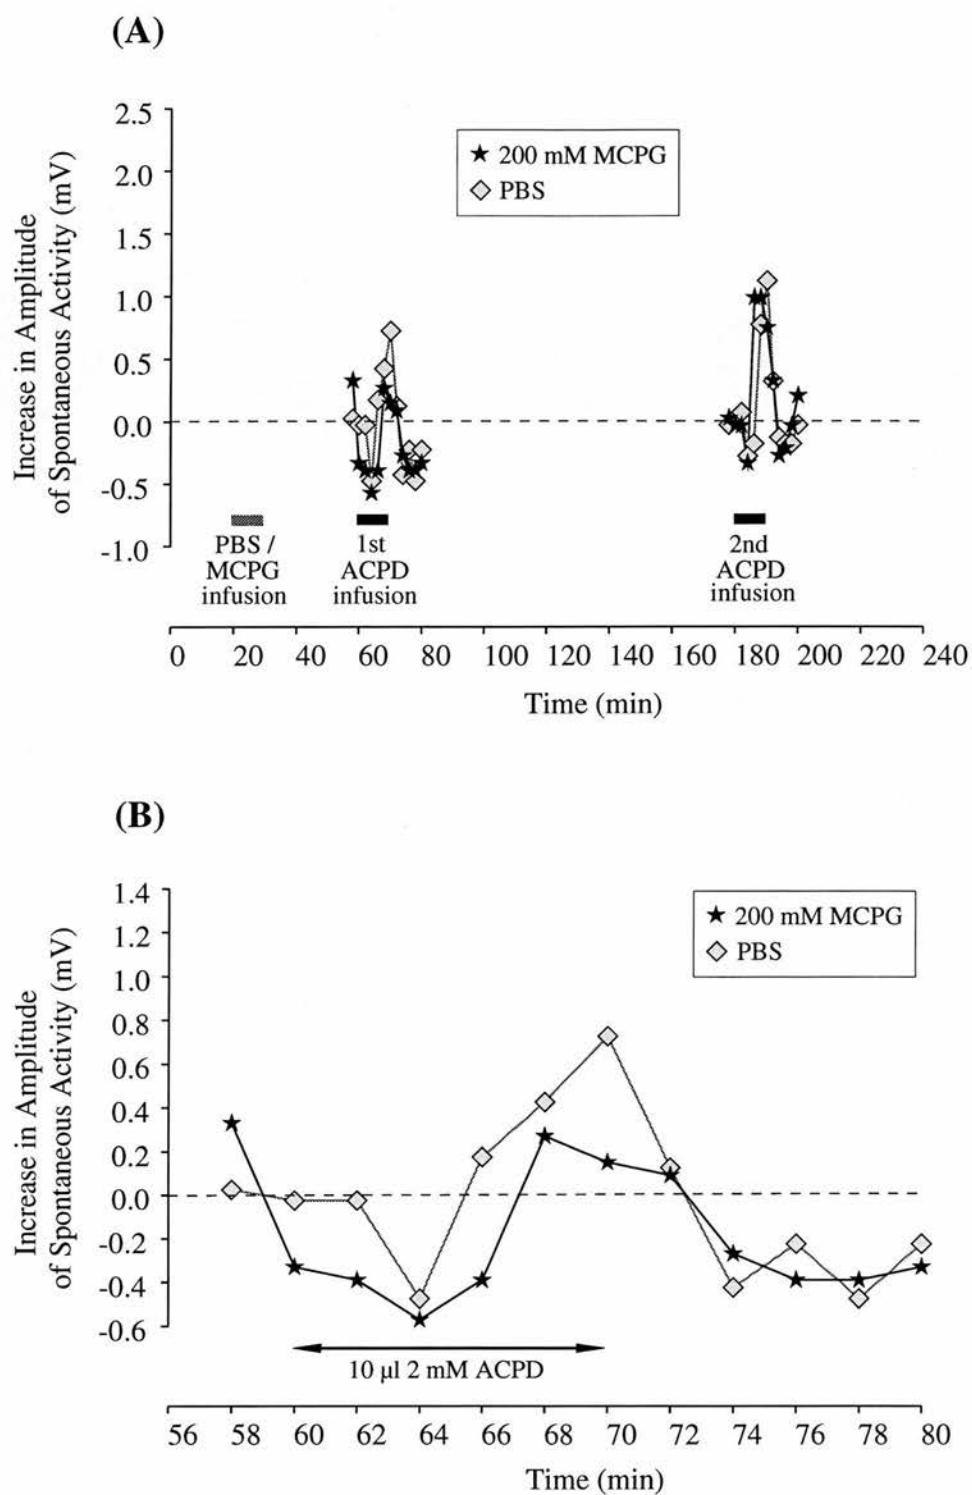 (A)
Increase in Amplitude
of Spontaneous Activity (mV)
2.5
2.0
1.5
1.0
0.5
0.0
-0.5
-1.0
200 mM MCPG
PBS
PBS /
MCPG
infusion
1st
ACPD
infusion
2nd
ACPD
infusion
0 20 40 60 80 100 120 140 160 180 200 220 240
Time (min)
(B)
Increase in Amplitude
of Spontaneous Activity (mV)
1.4
1.2
1.0
0.8
0.6
0.4
0.2
0.0
-0.2
-0.4
-0.6
200 mM MCPG
PBS
10 µl 2 mM ACPD
56 58 60 62 64 66 68 70 72 74 76 78 80
Time (min)